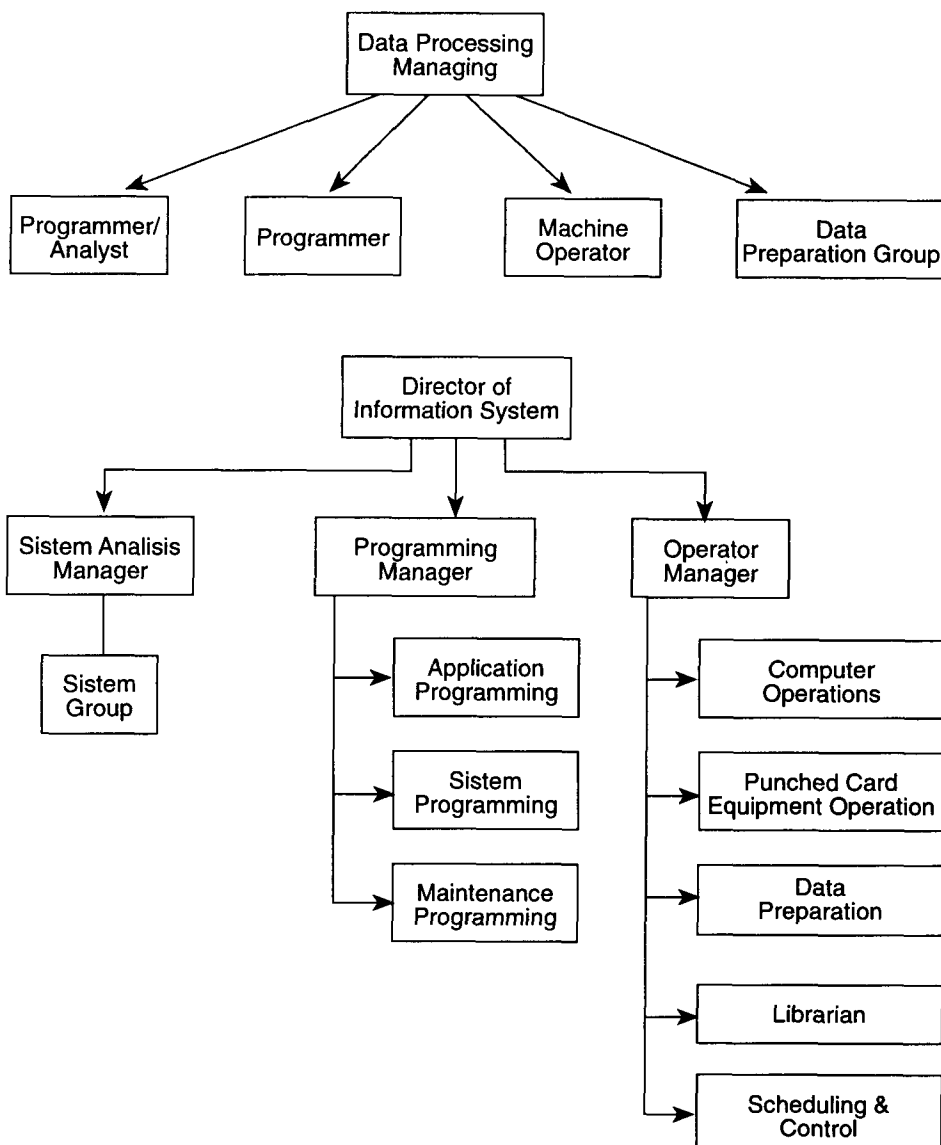 Data Processing
Managing
Programmer/
Analyst
Programmer
Machine
Operator
Data
Preparation Group
Director of
Information System
Sistem Analisis
Manager
Programming
Manager
Operator
Manager
Sistem
Group
Application
Programming
Sistem
Programming
Maintenance
Programming
Computer
Operations
Punched Card
Equipment Operation
Data
Preparation
Librarian
Scheduling &
Control